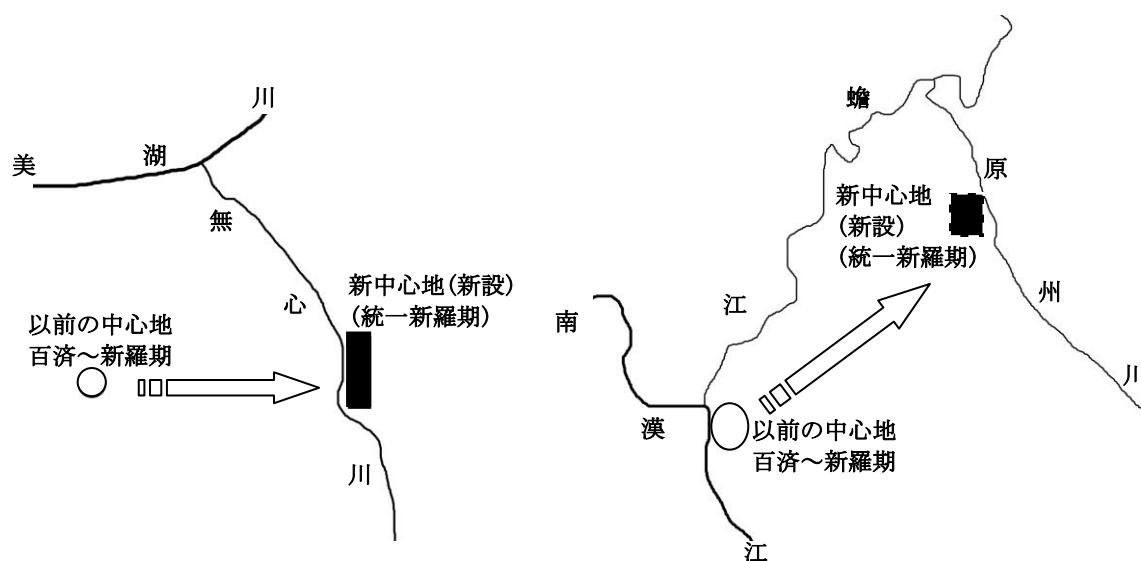 美湖川
無心川
新中心地(新設)
(統一新羅期)
以前の中心地
百済～新羅期
蟾江
原州川
新中心地
(新設)
(統一新羅期)
南漢江
以前の中心地
百済～新羅期